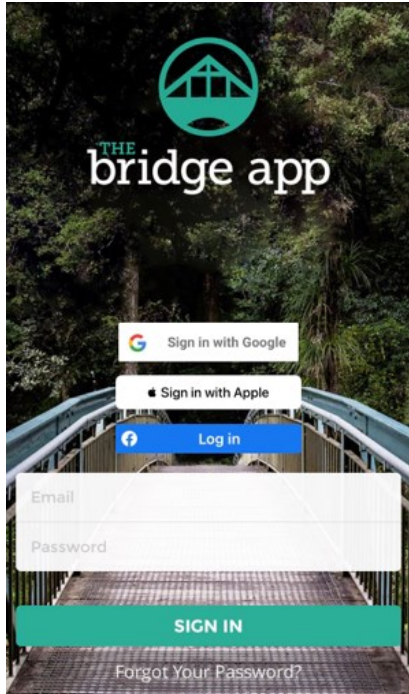 THE
bridge app
Sign in with Google
Sign in with Apple
Log in
Email
Password
SIGN IN
Forgot Your Password?